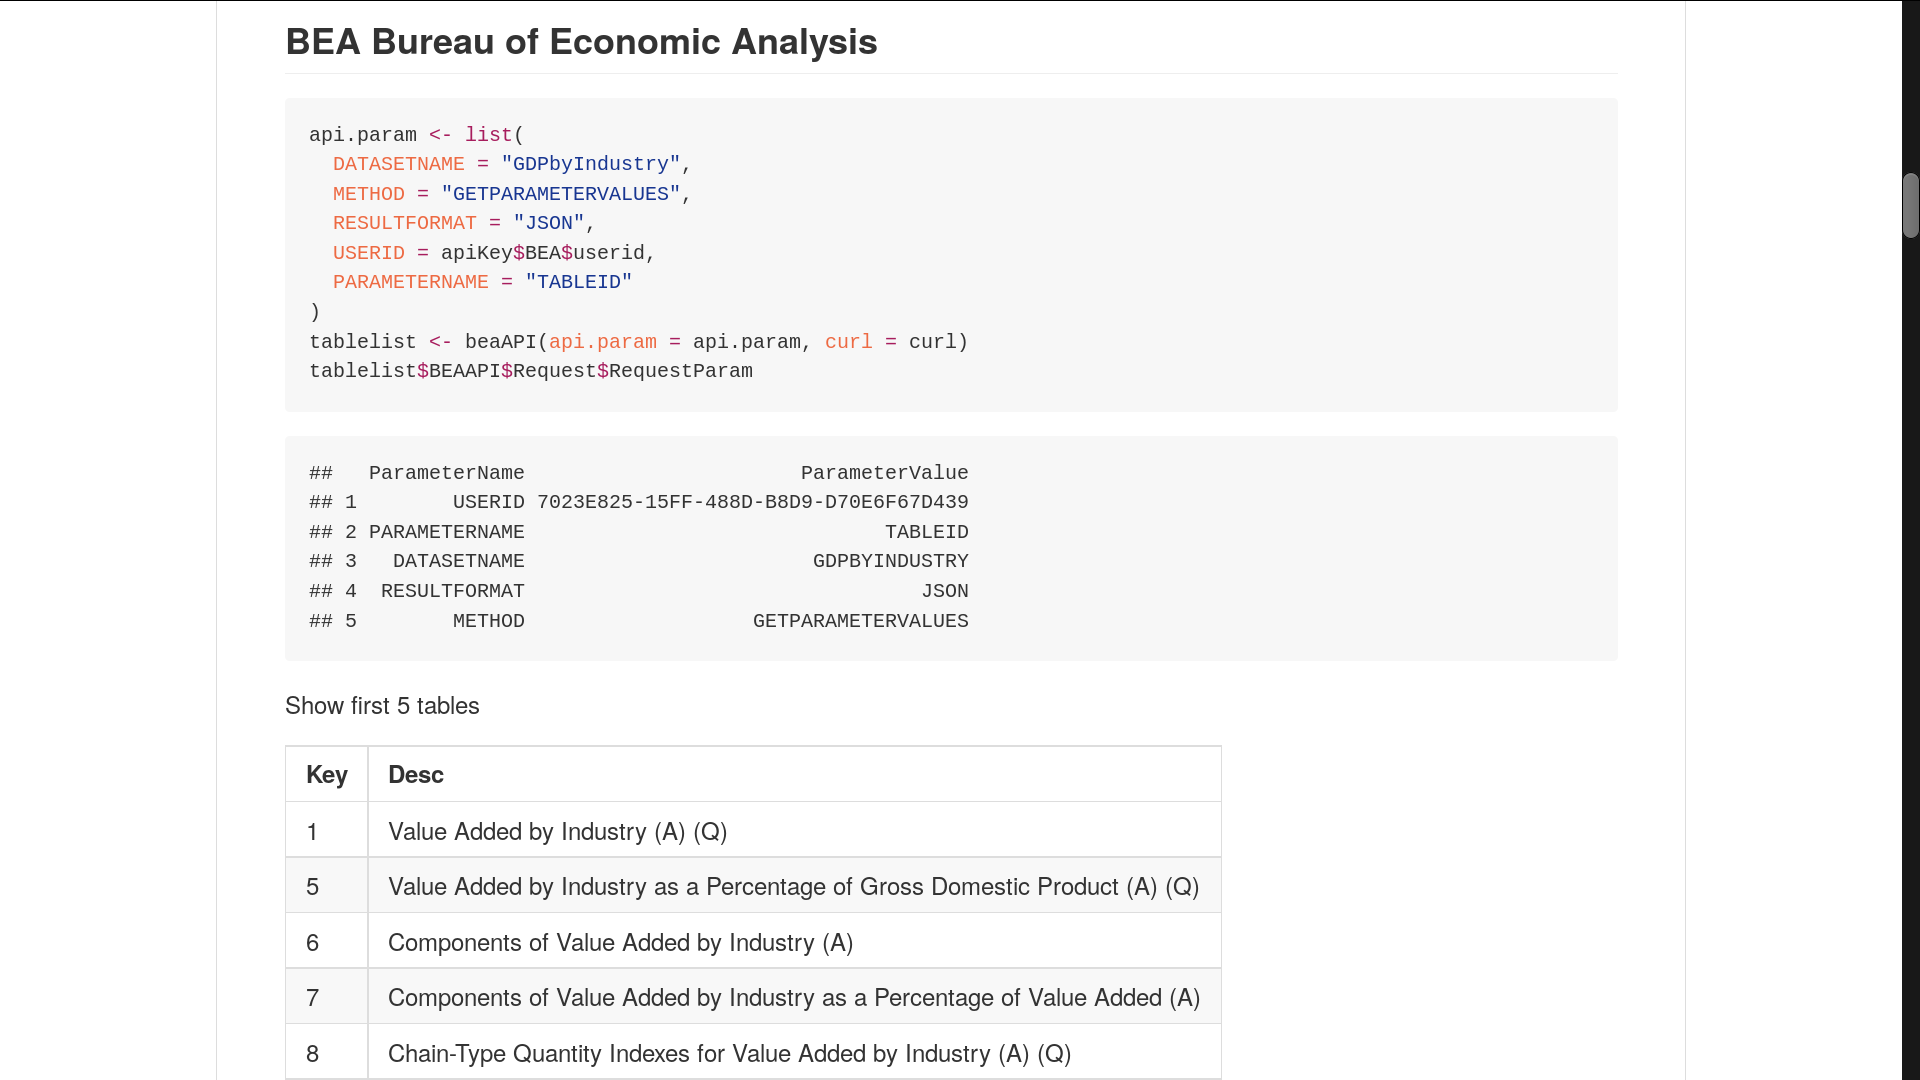 BEA Bureau of Economic Analysis
api.param <- list(
  DATASETNAME = "GDPbyIndustry",
  METHOD = "GETPARAMETERVALUES",
  RESULTFORMAT = "JSON",
  USERID = apiKey$BEA$userid,
  PARAMETERNAME = "TABLEID"
)
tablelist <- beaAPI(api.param = api.param, curl = curl)
tablelist$BEAAPI$Request$RequestParam
##   ParameterName                       ParameterValue
## 1        USERID 7023E825-15FF-488D-B8D9-D70E6F67D439
## 2 PARAMETERNAME                              TABLEID
## 3   DATASETNAME                        GDPBYINDUSTRY
## 4  RESULTFORMAT                                 JSON
## 5        METHOD                   GETPARAMETERVALUES
Show first 5 tables
Key Desc
1 Value Added by Industry (A) (Q)
5 Value Added by Industry as a Percentage of Gross Domestic Product (A) (Q)
6 Components of Value Added by Industry (A)
7 Components of Value Added by Industry as a Percentage of Value Added (A)
8 Chain-Type Quantity Indexes for Value Added by Industry (A) (Q)